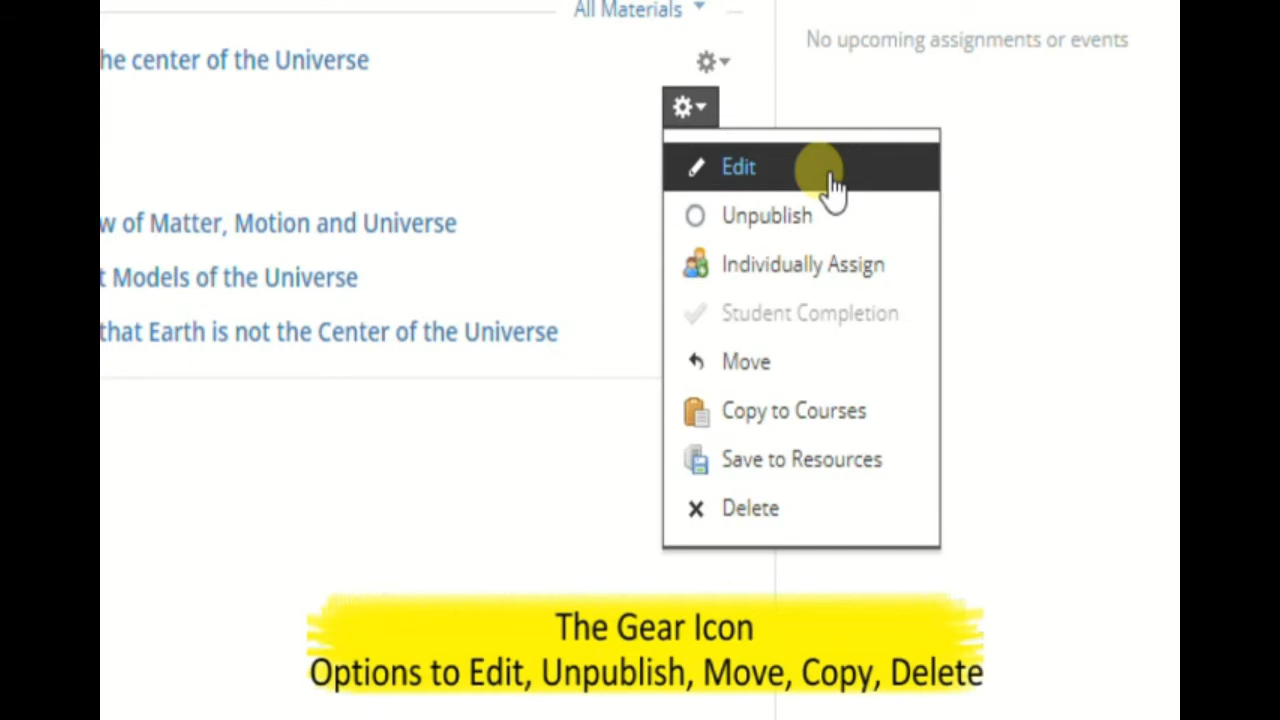 All Materials
No upcoming assignments or events
he center of the Universe
Edit
Unpublish
w of Matter, Motion and Universe
Individually Assign
t Models of the Universe
Student Completion
that Earth is not the Center of the Universe
Move
Copy to Courses
Save to Resources
Delete
The Gear Icon
Options to Edit, Unpublish, Move, Copy, Delete